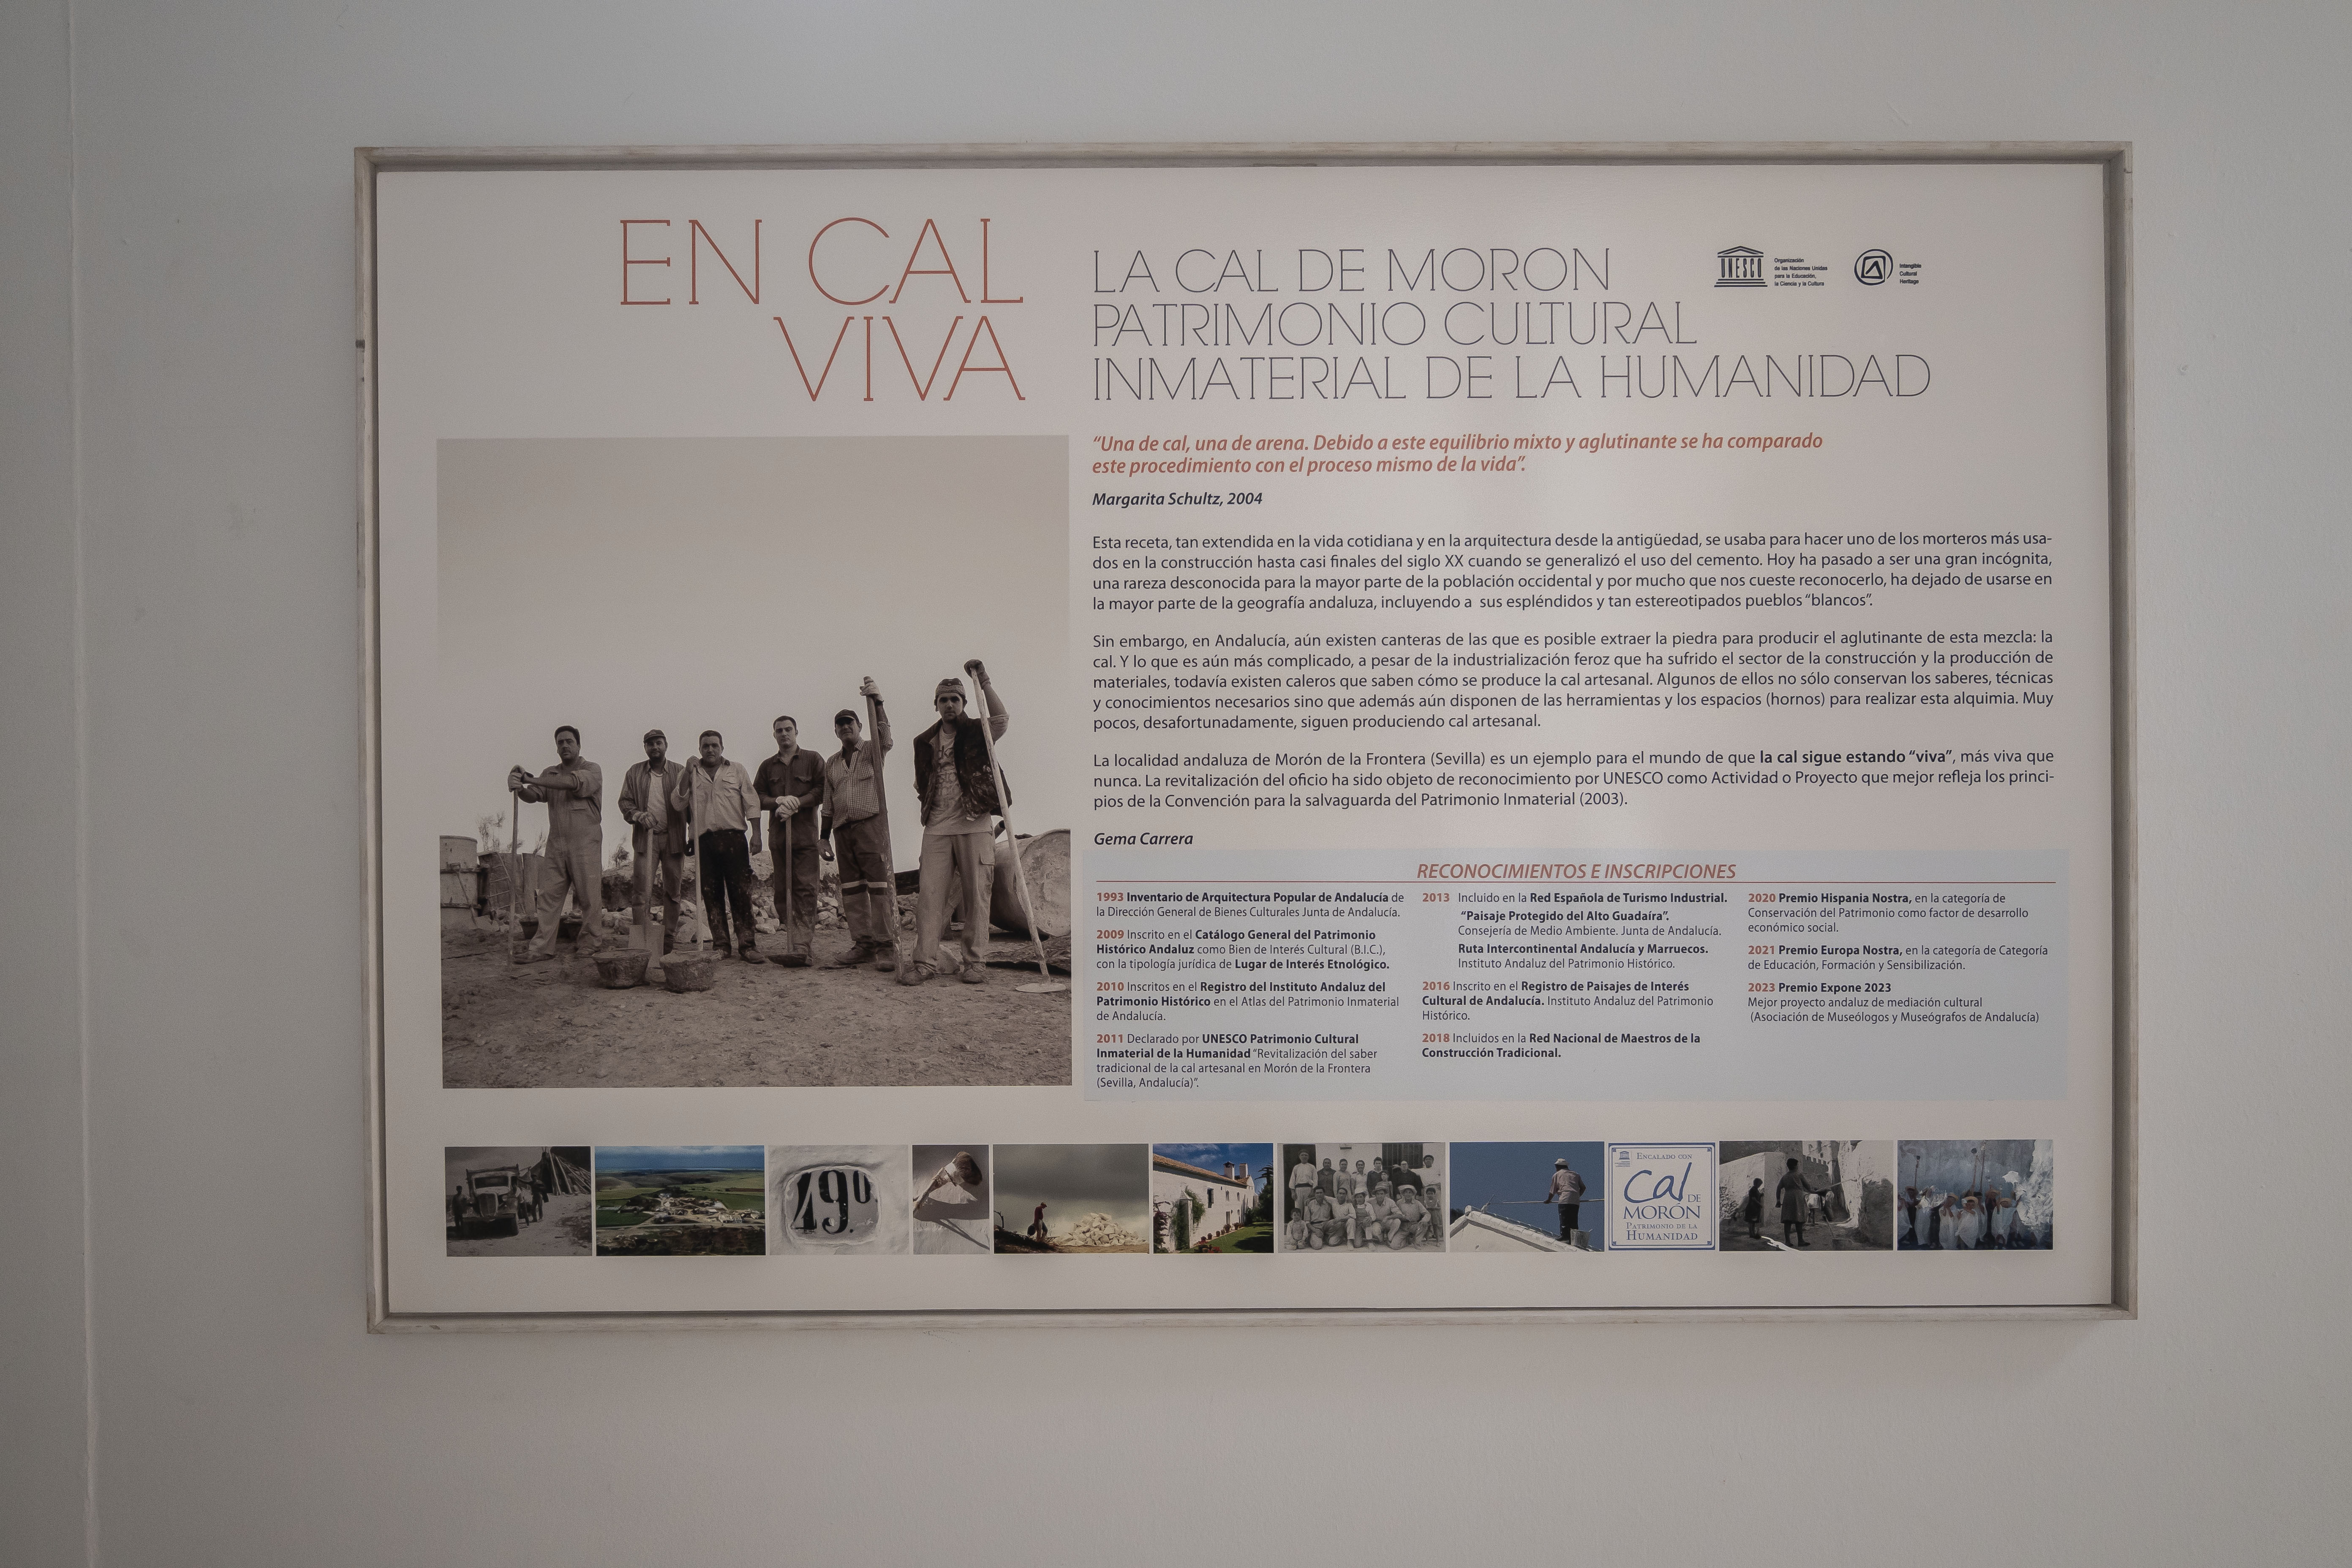 EN CAL
VIVA
LA CAL DE MORON
PATRIMONIO CULTURAL
INMATERIAL DE LA HUMANIDAD
UNESCO
Organización
de las Naciones Unidas
para la Educación,
la Ciencia y la Cultura
Intangible
Cultural
Heritage
“Una de cal, una de arena. Debido a este equilibrio mixto y aglutinante se ha comparado
este procedimiento con el proceso mismo de la vida”.
Margarita Schultz, 2004
Esta receta, tan extendida en la vida cotidiana y en la arquitectura desde la antigüedad, se usaba para hacer uno de los morteros más usa-
dos en la construcción hasta casi finales del siglo XX cuando se generalizó el uso del cemento. Hoy ha pasado a ser una gran incógnita,
una rareza desconocida para la mayor parte de la población occidental y por mucho que nos cueste reconocerlo, ha dejado de usarse en
la mayor parte de la geografía andaluza, incluyendo a sus espléndidos y tan estereotipados pueblos “blancos”.
Sin embargo, en Andalucía, aún existen canteras de las que es posible extraer la piedra para producir el aglutinante de esta mezcla: la
cal. Y lo que es aún más complicado, a pesar de la industrialización feroz que ha sufrido el sector de la construcción y la producción de
materiales, todavía existen caleros que saben cómo se produce la cal artesanal. Algunos de ellos no sólo conservan los saberes, técnicas
y conocimientos necesarios sino que además aún disponen de las herramientas y los espacios (hornos) para realizar esta alquimia. Muy
pocos, desafortunadamente, siguen produciendo cal artesanal.
La localidad andaluza de Morón de la Frontera (Sevilla) es un ejemplo para el mundo de que la cal sigue estando “viva”, más viva que
nunca. La revitalización del oficio ha sido objeto de reconocimiento por UNESCO como Actividad o Proyecto que mejor refleja los princi-
pios de la Convención para la salvaguarda del Patrimonio Inmaterial (2003).
Gema Carrera
RECONOCIMIENTOS E INSCRIPCIONES
1993 Inventario de Arquitectura Popular de Andalucía de
la Dirección General de Bienes Culturales Junta de Andalucía.
2009 Inscrito en el Catálogo General del Patrimonio
Histórico Andaluz como Bien de Interés Cultural (B.I.C.),
con la tipología jurídica de Lugar de Interés Etnológico.
2010 Inscritos en el Registro del Instituto Andaluz del
Patrimonio Histórico en el Atlas del Patrimonio Inmaterial
de Andalucía.
2011 Declarado por UNESCO Patrimonio Cultural
Inmaterial de la Humanidad “Revitalización del saber
tradicional de la cal artesanal en Morón de la Frontera
(Sevilla, Andalucía)”.
2013 Incluido en la Red Española de Turismo Industrial.
“Paisaje Protegido del Alto Guadaíra”.
Consejería de Medio Ambiente. Junta de Andalucía.
Ruta Intercontinental Andalucía y Marruecos.
Instituto Andaluz del Patrimonio Histórico.
2016 Inscrito en el Registro de Paisajes de Interés
Cultural de Andalucía. Instituto Andaluz del Patrimonio
Histórico.
2018 Incluidos en la Red Nacional de Maestros de la
Construcción Tradicional.
2020 Premio Hispania Nostra, en la categoría de
Conservación del Patrimonio como factor de desarrollo
económico social.
2021 Premio Europa Nostra, en la categoría de Categoría
de Educación, Formación y Sensibilización.
2023 Premio Expone 2023
Mejor proyecto andaluz de mediación cultural
(Asociación de Museólogos y Museógrafos de Andalucía)
49º
ENCALADO CON
Cal DE
MORÓN
PATRIMONIO DE LA
HUMANIDAD